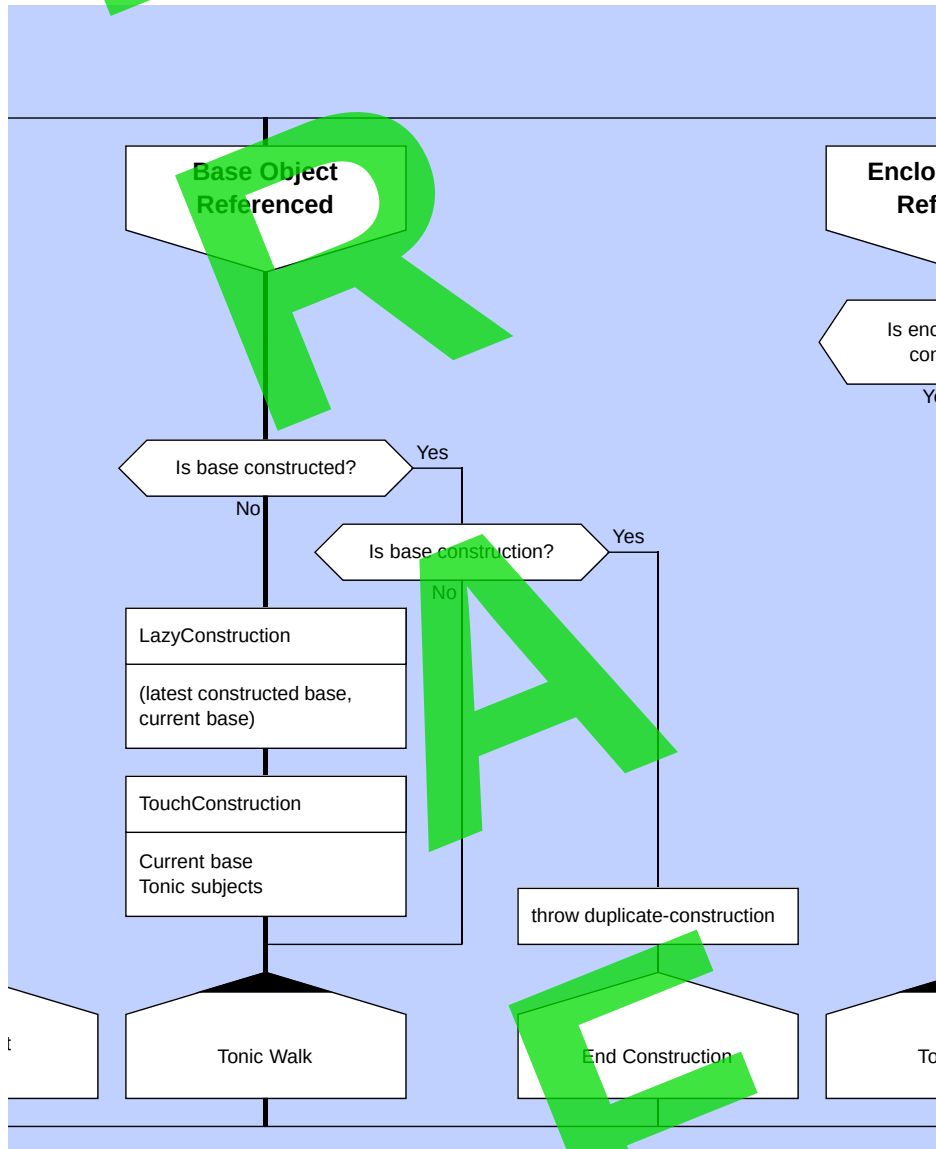 Base Object
Referenced
Is base constructed?
Yes
No
Is base construction?
Yes
No
LazyConstruction
(latest constructed base,
current base)
TouchConstruction
Current base
Tonic subjects
throw duplicate-construction
Tonic Walk
End Construction
Enclo
Ref
Is enc
con
Ye
t
To
R
A